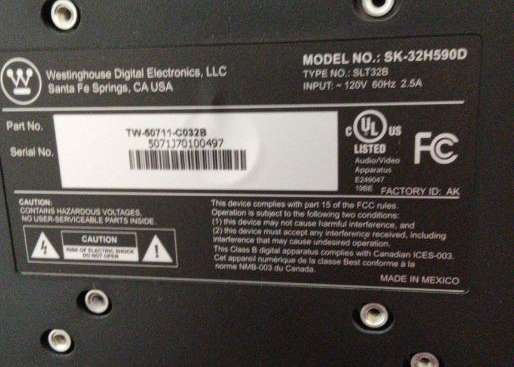 Westinghouse Digital Electronics, LLC
Santa Fe Springs, CA USA
MODEL NO.: SK-32H590D
TYPE NO.: SLT32B
INPUT: ~ 120V 60Hz 2.5A
Part No.
TW-60711-C032B
Serial No.
5071J70100497
C UL US
LISTED
Audio/Video
Apparatus
E249047
19BE
FC
FACTORY ID: AK
CAUTION:
CONTAINS HAZARDOUS VOLTAGES.
NO USER-SERVICEABLE PARTS INSIDE.
CAUTION
RISK OF ELECTRIC SHOCK
DO NOT OPEN
This device complies with part 15 of the FCC rules.
Operation is subject to the following two conditions:
(1) this device may not cause harmful interference, and
(2) this device must accept any interference received, including
interference that may cause undesired operation.
This Class B digital apparatus complies with Canadian ICES-003.
Cet appareil numérique de la classe Best conforme à la
norme NMB-003 du Canada.
MADE IN MEXICO